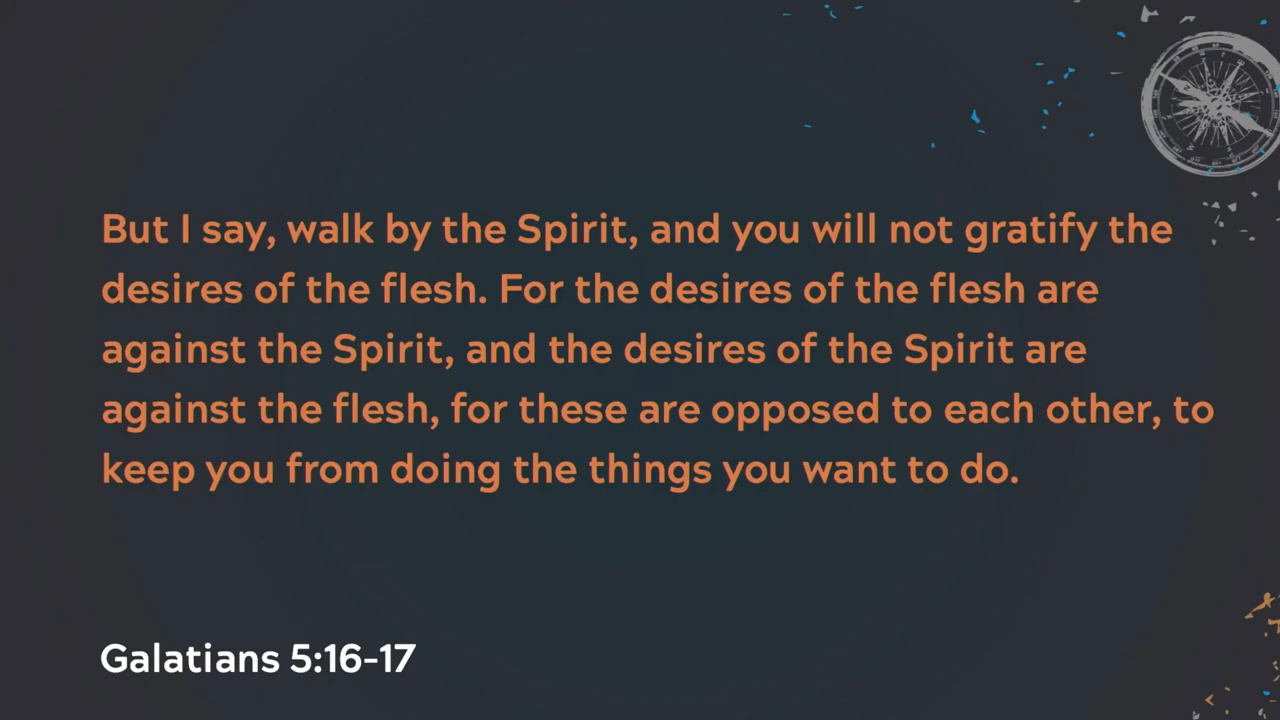 But I say, walk by the Spirit, and you will not gratify the
desires of the flesh. For the desires of the flesh are
against the Spirit, and the desires of the Spirit are
against the flesh, for these are opposed to each other, to
keep you from doing the things you want to do.
Galatians 5:16-17